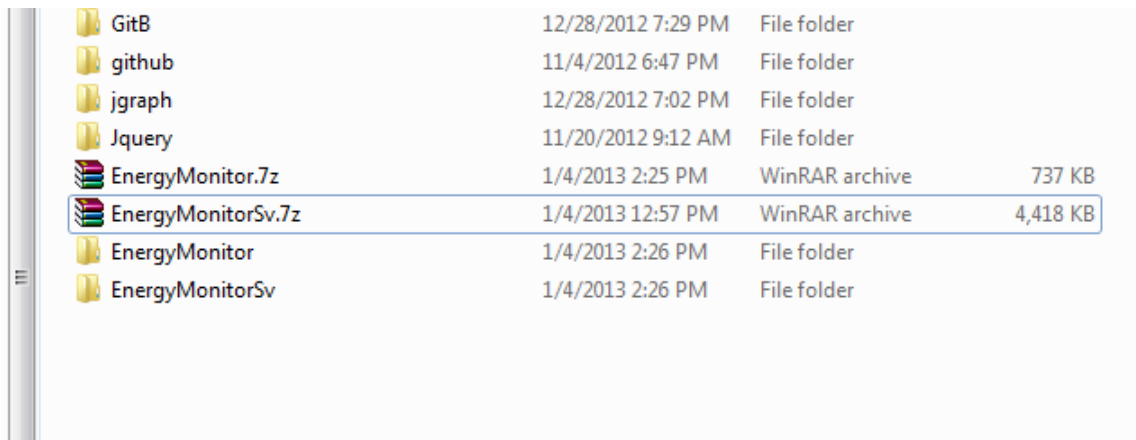 GitB 12/28/2012 7:29 PM File folder
github 11/4/2012 6:47 PM File folder
jgraph 12/28/2012 7:02 PM File folder
Jquery 11/20/2012 9:12 AM File folder
EnergyMonitor.7z 1/4/2013 2:25 PM WinRAR archive 737 KB
EnergyMonitorSv.7z 1/4/2013 12:57 PM WinRAR archive 4,418 KB
EnergyMonitor 1/4/2013 2:26 PM File folder
EnergyMonitorSv 1/4/2013 2:26 PM File folder